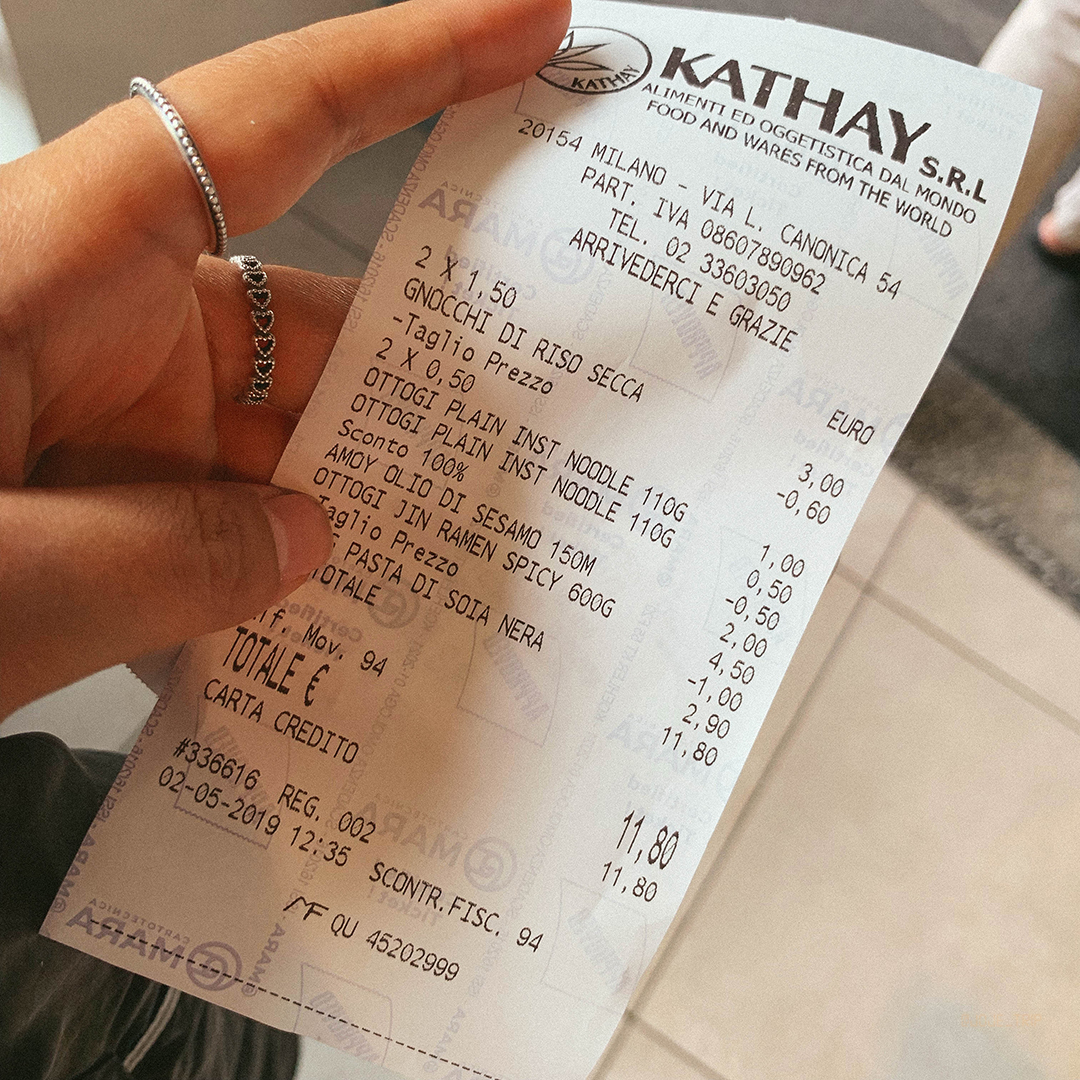 KATHAY
KATHAY S.R.L
ALIMENTI ED OGGETISTICA DAL MONDO
FOOD AND WARES FROM THE WORLD
20154 MILANO - VIA L. CANONICA 54
PART. IVA 08607890962
TEL. 02 33603050
ARRIVEDERCI E GRAZIE
EURO
2 X 1,50
GNOCCHI DI RISO SECCA 3,00
-Taglio Prezzo -0,60
2 X 0,50
OTTOGI PLAIN INST NOODLE 110G 1,00
OTTOGI PLAIN INST NOODLE 110G 0,50
Sconto 100% -0,50
AMOY OLIO DI SESAMO 150M 2,00
OTTOGI JIN RAMEN SPICY 600G 4,50
Taglio Prezzo -1,00
PASTA DI SOIA NERA 2,90
TOTALE 11,80
Mov. 94
TOTALE € 11,80
CARTA CREDITO 11,80
#336616 REG. 002
02-05-2019 12:35 SCONTR.FISC. 94
MF QU 45202999
MARA
CARTOTECNICA